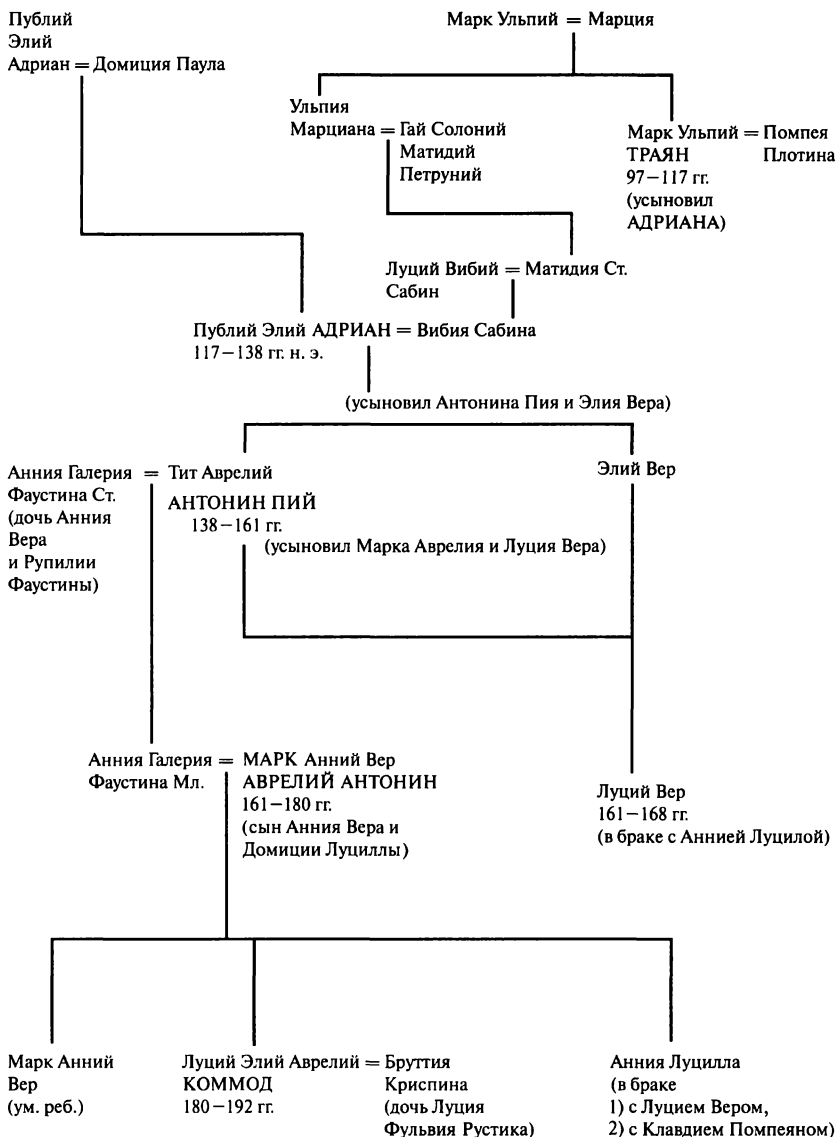 Публий
Элий
Адриан = Домиция Паула
Марк Ульпий = Марция
Ульпия
Марциана = Гай Солоний
Матидий
Петруний
Марк Ульпий = Помпея
ТРАЯН Плотина
97—117 гг.
(усыновил
АДРИАНА)
Луций Вибий = Матидия Ст.
Сабин
Публий Элий АДРИАН = Вибия Сабина
117—138 гг. н. э.
(усыновил Антонина Пия и Элия Вера)
Анния Галерия = Тит Аврелий
Фаустина Ст.
(дочь Анния
Вера
и Рупилии
Фаустины)
АНТОНИН ПИЙ
138—161 гг.
(усыновил Марка Аврелия и Луция Вера)
Элий Вер
Анния Галерия = МАРК Анний Вер
Фаустина Мл. АВРЕЛИЙ АНТОНИН
161—180 гг.
(сын Анния Вера и
Домиции Луциллы)
Луций Вер
161—168 гг.
(в браке с Аннией Луцилой)
Марк Анний
Вер
(ум. реб.)
Луций Элий Аврелий = Бруттия
КОММОД Криспина
180—192 гг. (дочь Луция
Фульвия Рустика)
Анния Луцилла
(в браке
1) с Луцием Вером,
2) с Клавдием Помпеяном)